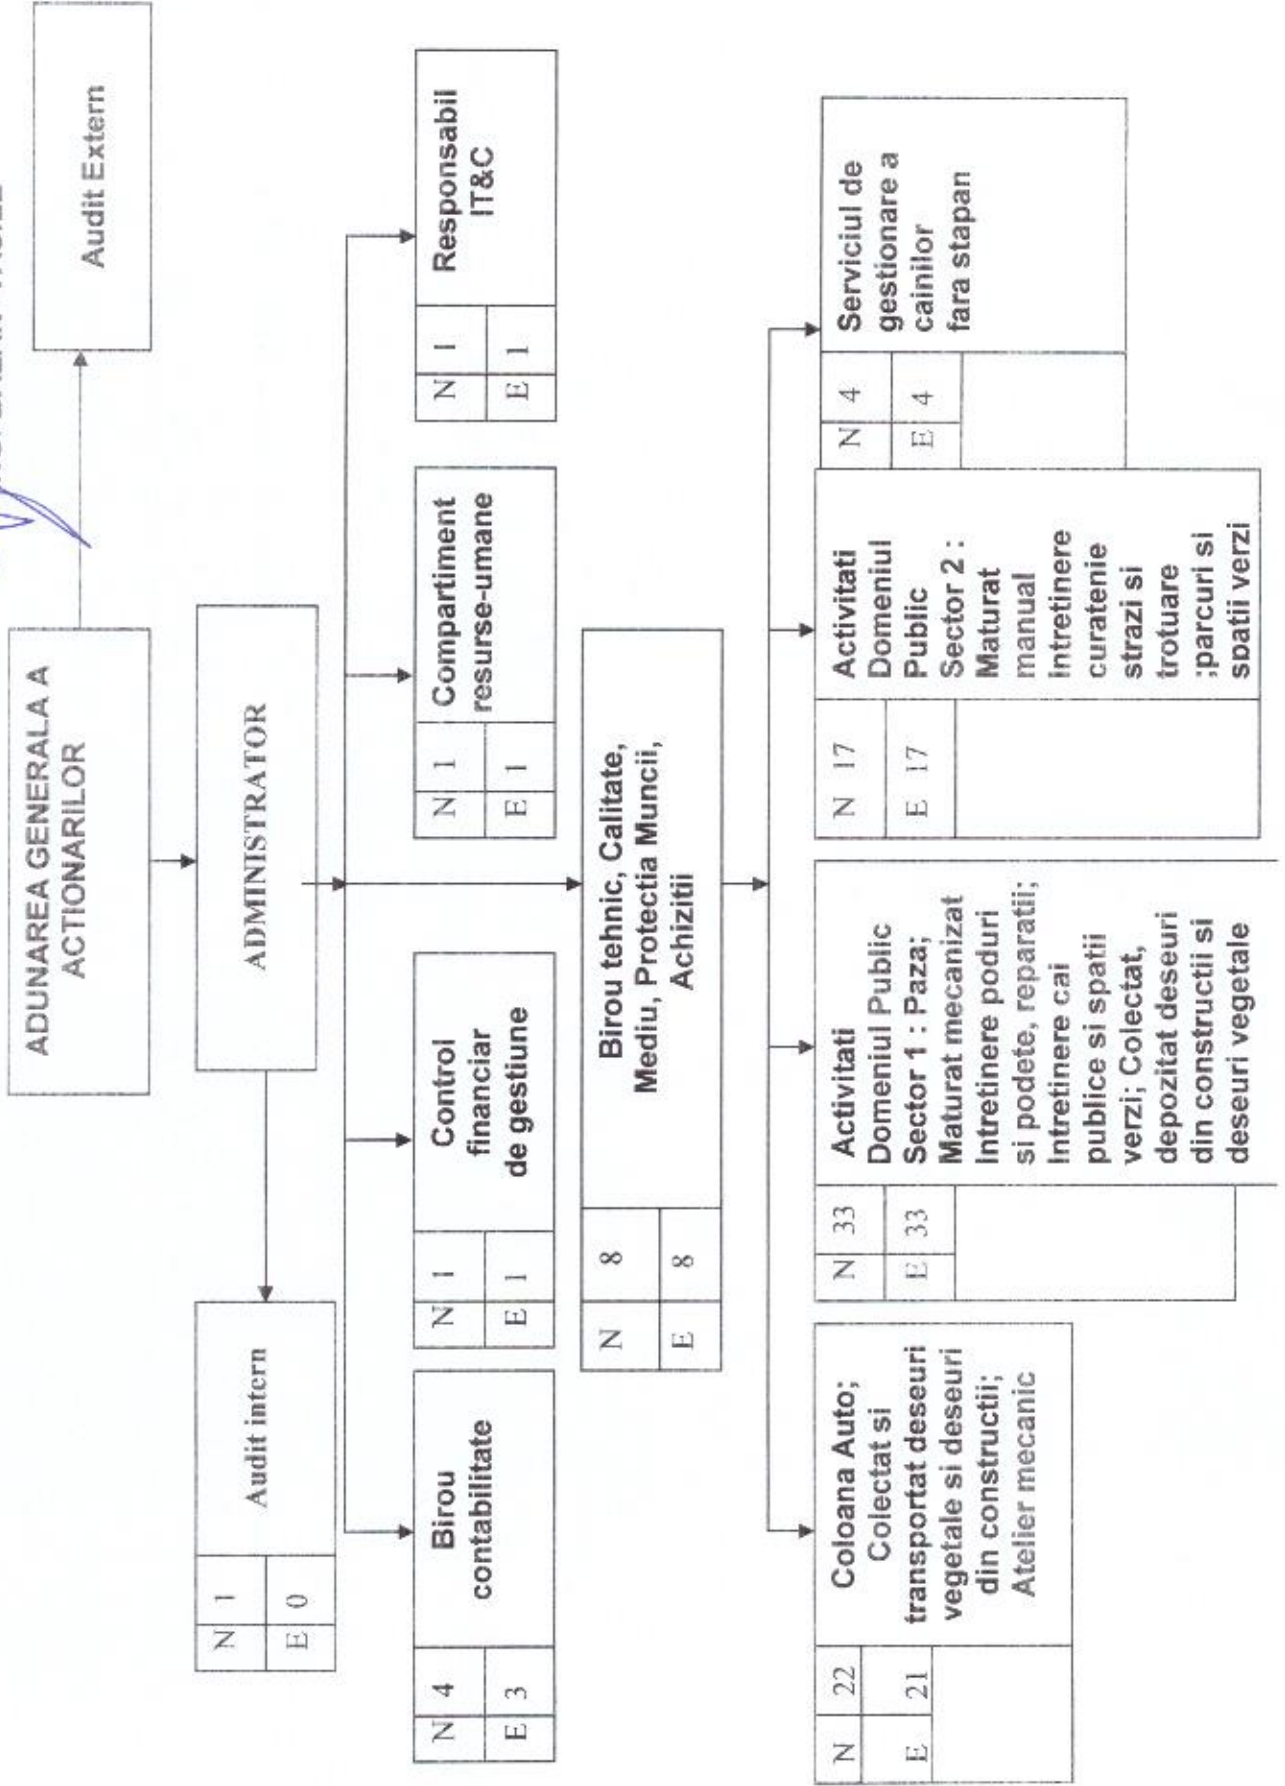 ADUNAREA GENERALA A
ACTIONARILOR
Audit Extern
ADMINISTRATOR
N 1
E 0
Audit intern
N 4
E 3
Birou
contabilitate
N 1
E 1
Control
financiar
de gestiune
N 1
E 1
Compartiment
resurse-umane
N 1
E 1
Responsabil
IT&C
N 8
E 8
Birou tehnic, Calitate,
Mediu, Protectia Muncii,
Achizitii
N 22
E 21
Coloana Auto;
Colectat si
transportat deseuri
vegetale si deseuri
din constructii;
Atelier mecanic
N 33
E 33
Activitati
Domeniul Public
Sector 1 : Paza;
Maturat mecanizat
Intretinere poduri
si podete, reparatii;
Intretinere cai
publice si spatii
verzi; Colectat,
depozitat deseuri
din constructii si
deseuri vegetale
N 17
E 17
Activitati
Domeniul
Public
Sector 2 :
Maturat
manual
intretinere
curatenie
strazi si
trotuare
;parcuri si
spatii verzi
N 4
E 4
Serviciul de
gestionare a
cainilor
fara stapan